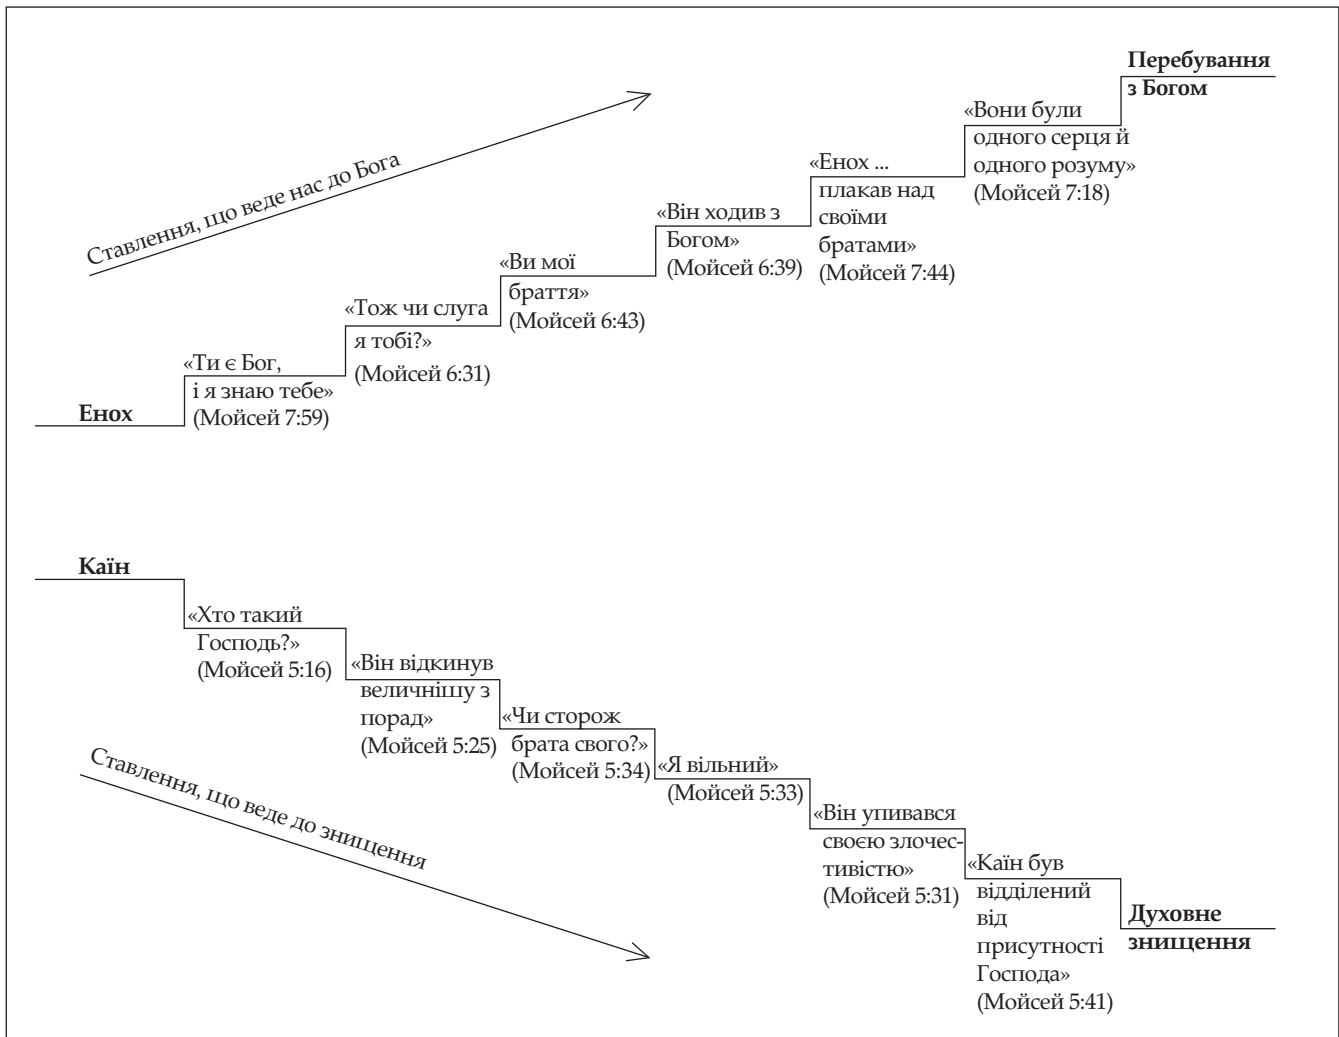 Ставлення, що веде нас до Бога
Енох
«Ти є Бог,
і я знаю тебе»
(Мойсей 7:59)
«Тож чи слуга
я тобі?»
(Мойсей 6:31)
«Ви мої
браття»
(Мойсей 6:43)
«Він ходив з
Богом»
(Мойсей 6:39)
«Енох ...
плакав над
своїми
братами»
(Мойсей 7:44)
«Вони були
одного серця й
одного розуму»
(Мойсей 7:18)
Перебування
з Богом
Каїн
«Хто такий
Господь?»
(Мойсей 5:16)
«Він відкинув
величнішу з
порад»
(Мойсей 5:25)
«Чи сторож
брата свого?»
(Мойсей 5:34)
«Я вільний»
(Мойсей 5:33)
«Він упивався
своєю злочес-
тивістю»
(Мойсей 5:31)
«Каїн був
відділений
від
присутності
Господа»
(Мойсей 5:41)
Духовне
знищення
Ставлення, що веде до знищення